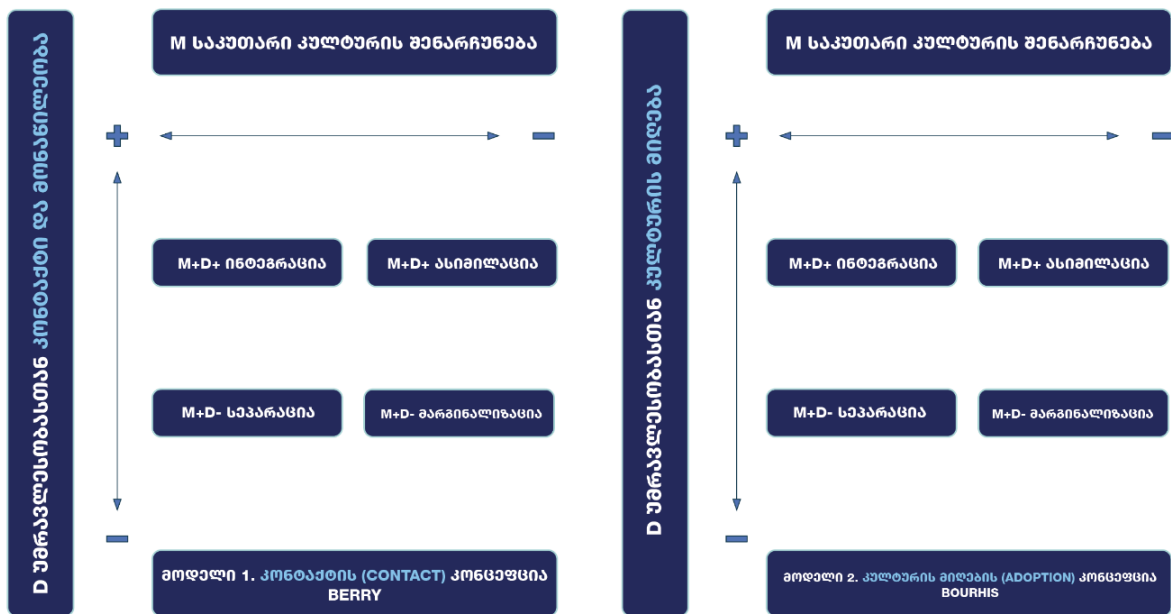 D უმრავლესობასთან კონტაქტი და მონაწილეობა
M საკუთარი კულტურის შენარჩუნება
M+D+ ინტეგრაცია
M+D+ ასიმილაცია
M+D- სეპარაცია
M+D- მარგინალიზაცია
მოდელი 1. კონტაქტის (CONTACT) კონცეფცია
BERRY
D უმრავლესობასთან კულტურის მიღება
M საკუთარი კულტურის შენარჩუნება
M+D+ ინტეგრაცია
M+D+ ასიმილაცია
M+D- სეპარაცია
M+D- მარგინალიზაცია
მოდელი 2. კულტურის მიღების (ADOPTION) კონცეფცია
BOURHIS